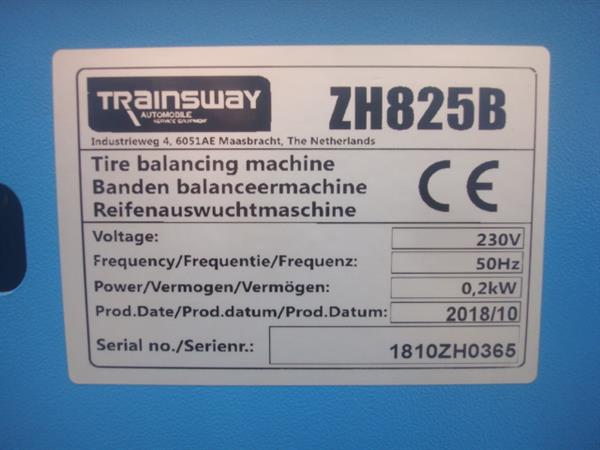 TRAINSWAY
AUTOMOBILE
SERVICE EQUIPMENT
ZH825B
Industrieweg 4, 6051AE Maasbracht, The Netherlands
Tire balancing machine
Banden balanceermachine
Reifenauswuchtmaschine
CE
Voltage: 230V
Frequency/Frequentie/Frequenz: 50Hz
Power/Vermogen/Vermögen: 0,2kW
Prod.Date/Prod.datum/Prod.Datum: 2018/10
Serial no./Serienr.: 1810ZH0365